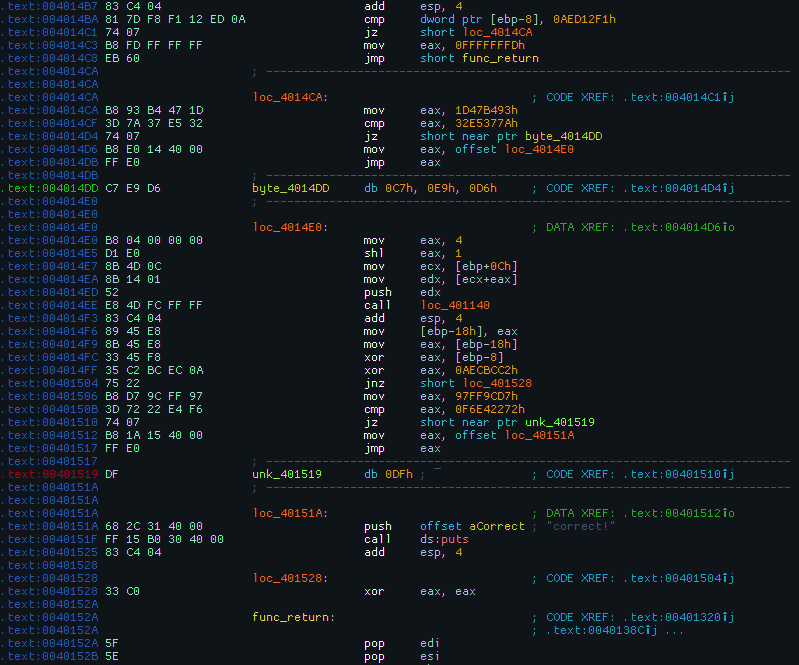 .text:004014B7 83 C4 04 add esp, 4
.text:004014BA 81 7D F8 F1 12 ED 0A cmp dword ptr [ebp-8], 0AED12F1h
.text:004014C1 74 07 jz short loc_4014CA
.text:004014C3 B8 FD FF FF FF mov eax, 0FFFFFFFDh
.text:004014C8 EB 60 jmp short func_return
.text:004014CA ; ---------------------------------------------------------------------------
.text:004014CA
.text:004014CA loc_4014CA: ; CODE XREF: .text:004014C1îj
.text:004014CA B8 93 B4 47 1D mov eax, 1D47B493h
.text:004014CF 3D 7A 37 E5 32 cmp eax, 32E5377Ah
.text:004014D4 74 07 jz short near ptr byte_4014DD
.text:004014D6 B8 E0 14 40 00 mov eax, offset loc_4014E0
.text:004014DB FF E0 jmp eax
.text:004014DB ; ---------------------------------------------------------------------------
.text:004014DD C7 E9 D6 byte_4014DD db 0C7h, 0E9h, 0D6h ; CODE XREF: .text:004014D4îj
.text:004014E0 ; ---------------------------------------------------------------------------
.text:004014E0
.text:004014E0 loc_4014E0: ; DATA XREF: .text:004014D6îo
.text:004014E0 B8 04 00 00 00 mov eax, 4
.text:004014E5 D1 E0 shl eax, 1
.text:004014E7 8B 4D 0C mov ecx, [ebp+0Ch]
.text:004014EA 8B 14 01 mov edx, [ecx+eax]
.text:004014ED 52 push edx
.text:004014EE E8 4D FC FF FF call loc_401140
.text:004014F3 83 C4 04 add esp, 4
.text:004014F6 89 45 E8 mov [ebp-18h], eax
.text:004014F9 8B 45 E8 mov eax, [ebp-18h]
.text:004014FC 33 45 F8 xor eax, [ebp-8]
.text:004014FF 35 C2 BC EC 0A xor eax, 0AECBCC2h
.text:00401504 75 22 jnz short loc_401528
.text:00401506 B8 D7 9C FF 97 mov eax, 97FF9CD7h
.text:0040150B 3D 72 22 E4 F6 cmp eax, 0F6E42272h
.text:00401510 74 07 jz short near ptr unk_401519
.text:00401512 B8 1A 15 40 00 mov eax, offset loc_40151A
.text:00401517 FF E0 jmp eax
.text:00401517 ; ---------------------------------------------------------------------------
.text:00401519 DF unk_401519 db 0DFh ; ; CODE XREF: .text:00401510îj
.text:0040151A ; ---------------------------------------------------------------------------
.text:0040151A
.text:0040151A loc_40151A: ; DATA XREF: .text:00401512îo
.text:0040151A 68 2C 31 40 00 push offset aCorrect ; "correct!"
.text:0040151F FF 15 B0 30 40 00 call ds:puts
.text:00401525 83 C4 04 add esp, 4
.text:00401528
.text:00401528 loc_401528: ; CODE XREF: .text:00401504îj
.text:00401528 33 C0 xor eax, eax
.text:0040152A
.text:0040152A func_return: ; CODE XREF: .text:00401320îj
.text:0040152A ; .text:0040138Cîj ...
.text:0040152A 5F pop edi
.text:0040152B 5E pop esi